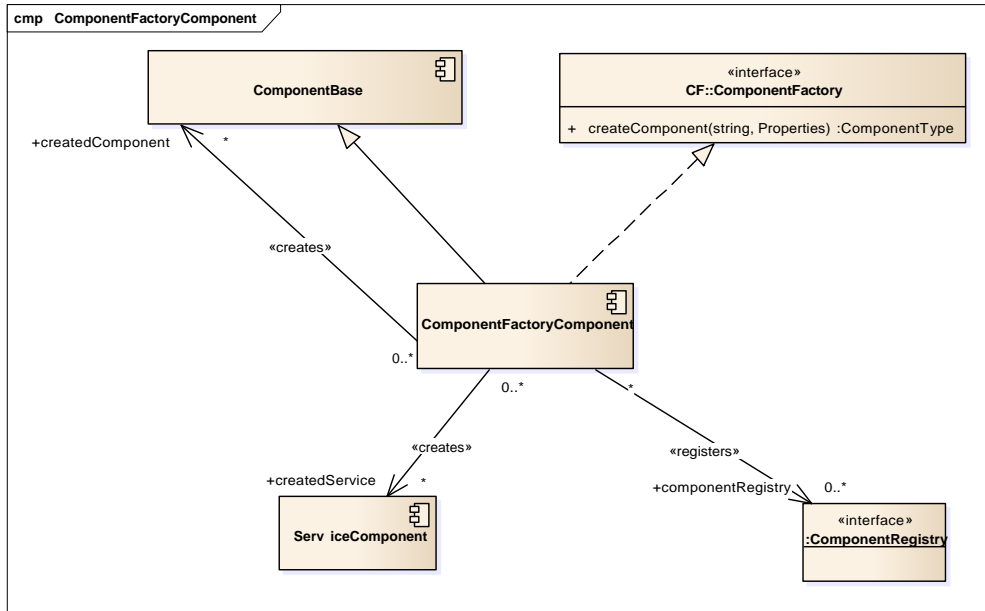 cmp ComponentFactoryComponent
ComponentBase
«interface»
CF::ComponentFactory
+ createComponent(string, Properties) :ComponentType
+createdComponent
*
«creates»
ComponentFactoryComponent
0..*
0..*
*
«creates»
«registers»
+createdService
*
+componentRegistry
0..*
Serv iceComponent
«interface»
:ComponentRegistry